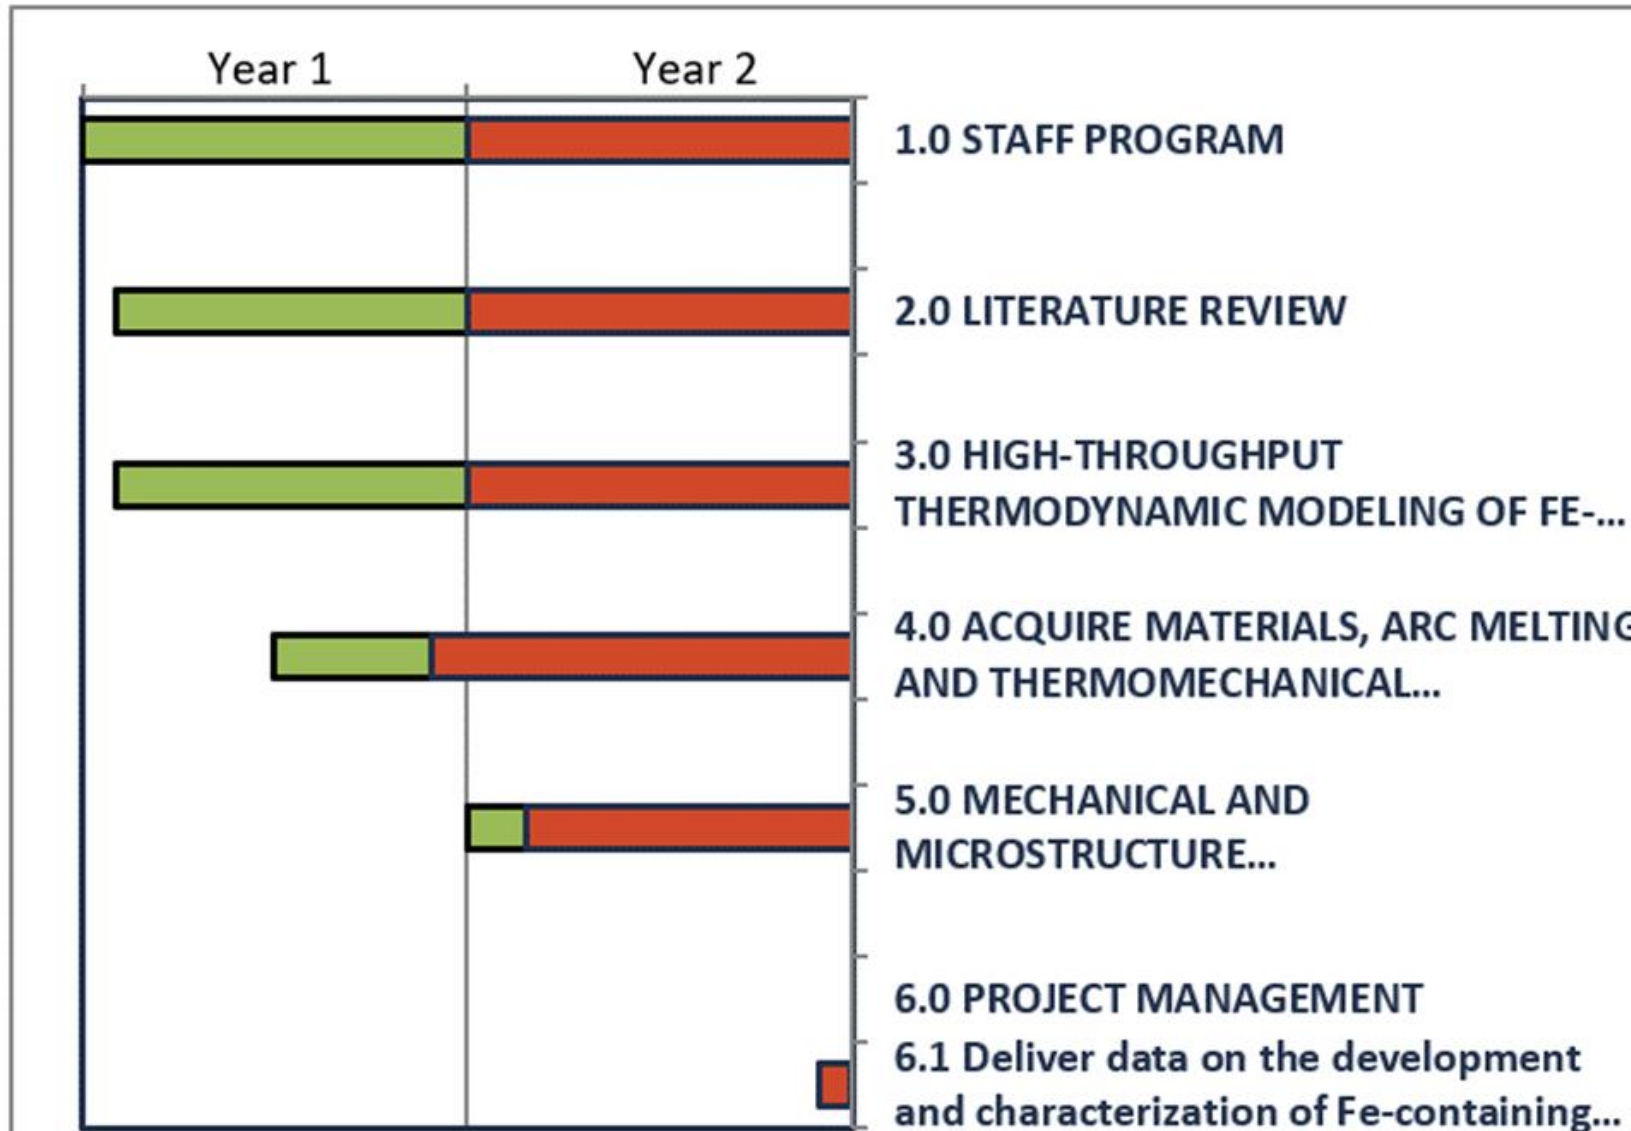 Year 1
Year 2
1.0 STAFF PROGRAM
2.0 LITERATURE REVIEW
3.0 HIGH-THROUGHPUT
THERMODYNAMIC MODELING OF FE-...
4.0 ACQUIRE MATERIALS, ARC MELTING
AND THERMOMECHANICAL...
5.0 MECHANICAL AND
MICROSTRUCTURE...
6.0 PROJECT MANAGEMENT
6.1 Deliver data on the development
and characterization of Fe-containing...